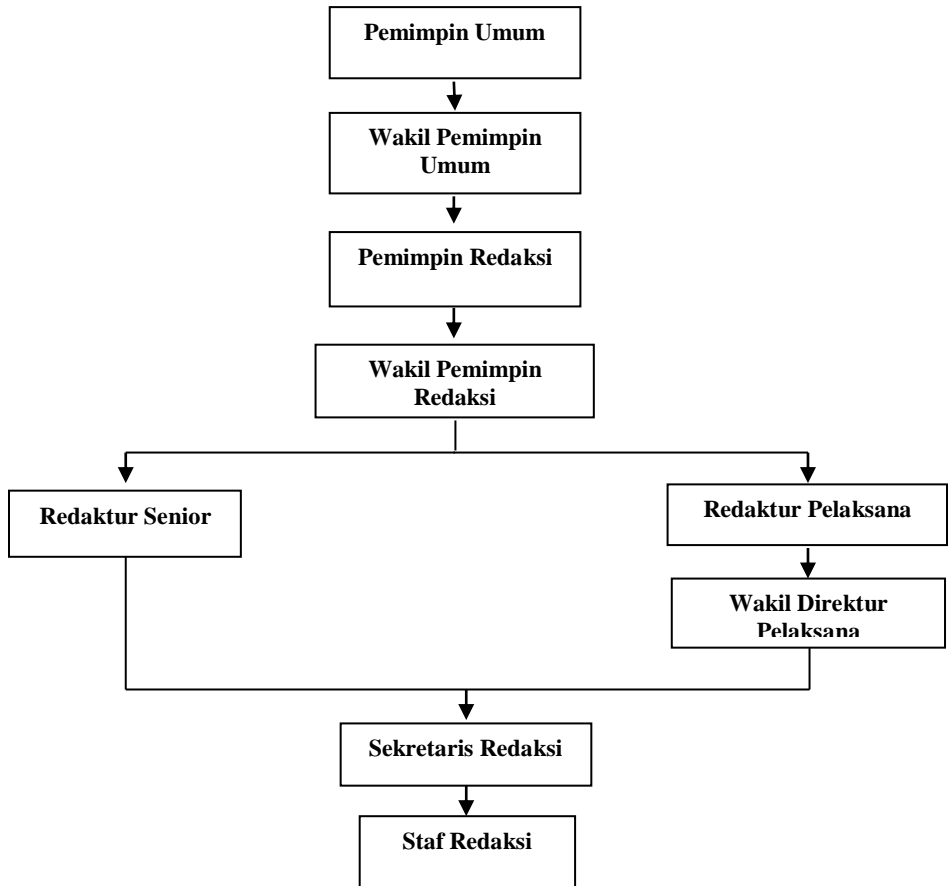 Pemimpin Umum
Wakil Pemimpin
Umum
Pemimpin Redaksi
Wakil Pemimpin
Redaksi
Redaktur Senior
Redaktur Pelaksana
Wakil Direktur
Pelaksana
Sekretaris Redaksi
Staf Redaksi